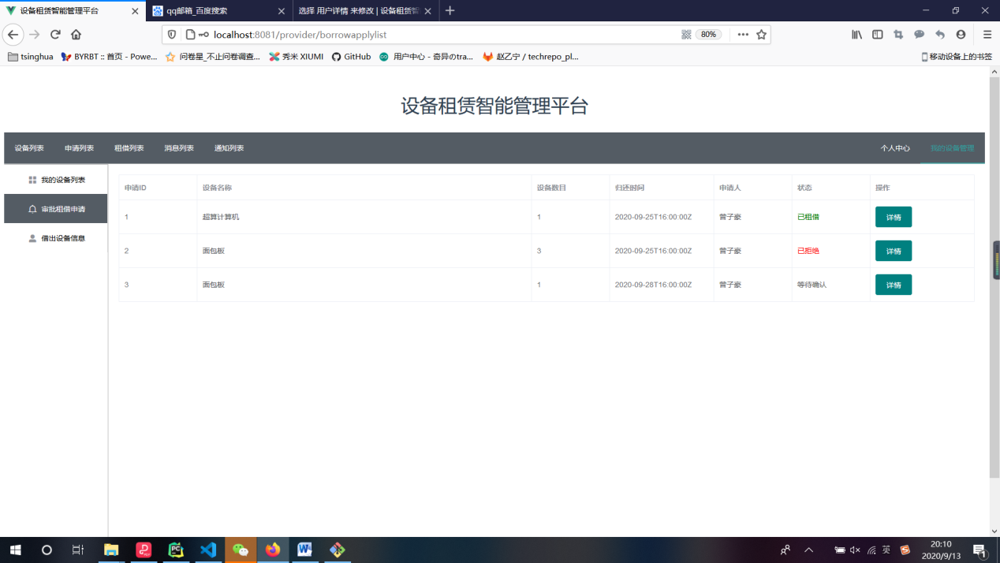 设备租赁智能管理平台
qq邮箱_百度搜索
选择 用户详情 来修改 | 设备租赁智
localhost:8081/provider/borrowapplylist
80%
tsinghua
BYRBT :: 首页 - Powe...
问卷星_不止问卷调查...
秀米 XIUMI
GitHub
用户中心 - 奇异のtra...
赵乙宁 / techrepo_pl...
移动设备上的书签
设备租赁智能管理平台
设备列表 申请列表 租借列表 消息列表 通知列表 个人中心 我的设备管理
我的设备列表
审批租借申请
借出设备信息
申请ID 设备名称 设备数目 归还时间 申请人 状态 操作
1 超算计算机 1 2020-09-25T16:00:00Z 曾子豪 已租借 详情
2 面包板 3 2020-09-25T16:00:00Z 曾子豪 已拒绝 详情
3 面包板 1 2020-09-28T16:00:00Z 曾子豪 等待确认 详情
英
20:10
2020/9/13
1